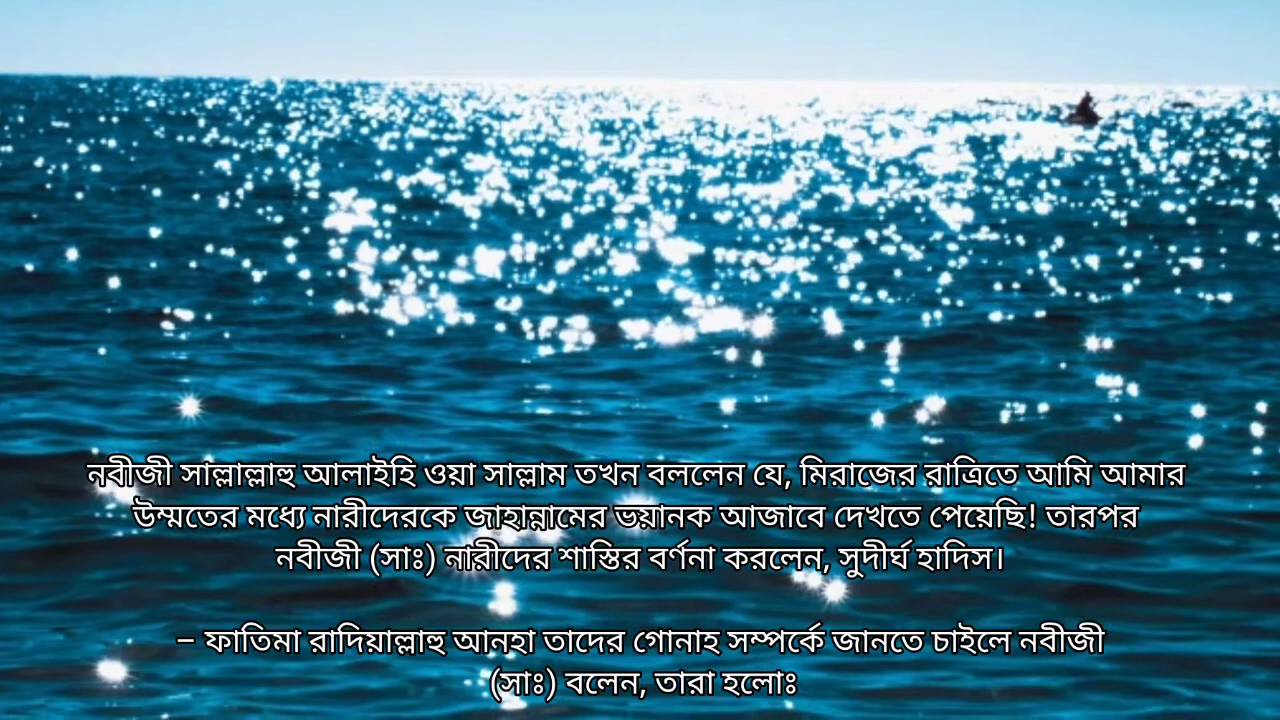 নবীজী সাল্লাল্লাহু আলাইহি ওয়া সাল্লাম তখন বললেন যে, মিরাজের রাত্রিতে আমি আমার
উম্মতের মধ্যে নারীদেরকে জাহান্নামের ভয়ানক আজাবে দেখতে পেয়েছি! তারপর
নবীজী (সাঃ) নারীদের শাস্তির বর্ণনা করলেন, সুদীর্ঘ হাদিস।
– ফাতিমা রাদিয়াল্লাহু আনহা তাদের গোনাহ সম্পর্কে জানতে চাইলে নবীজী
(সাঃ) বলেন, তারা হলোঃ